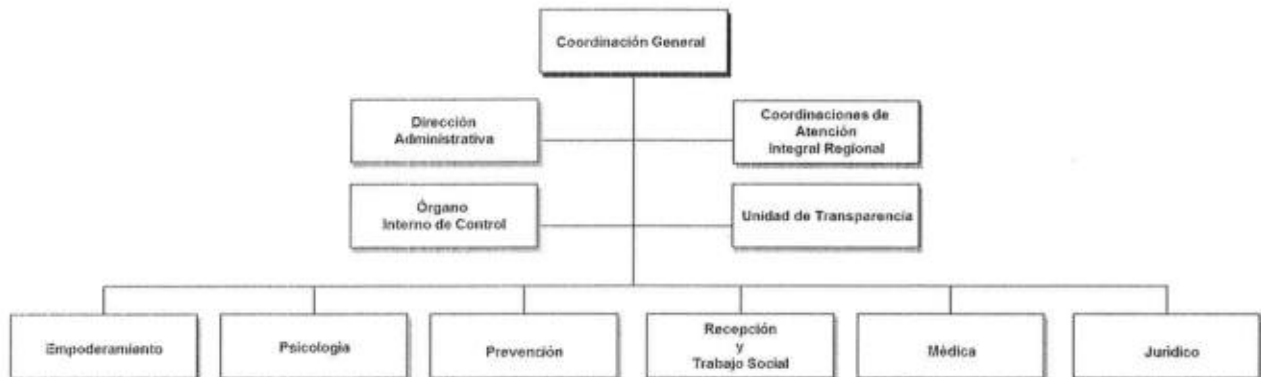 Coordinación General
Dirección
Administrativa
Coordinaciones de
Atención
Integral Regional
Órgano
Interno de Control
Unidad de Transparencia
Empoderamiento
Psicologia
Prevención
Recepción
y
Trabajo Social
Médica
Jurídico